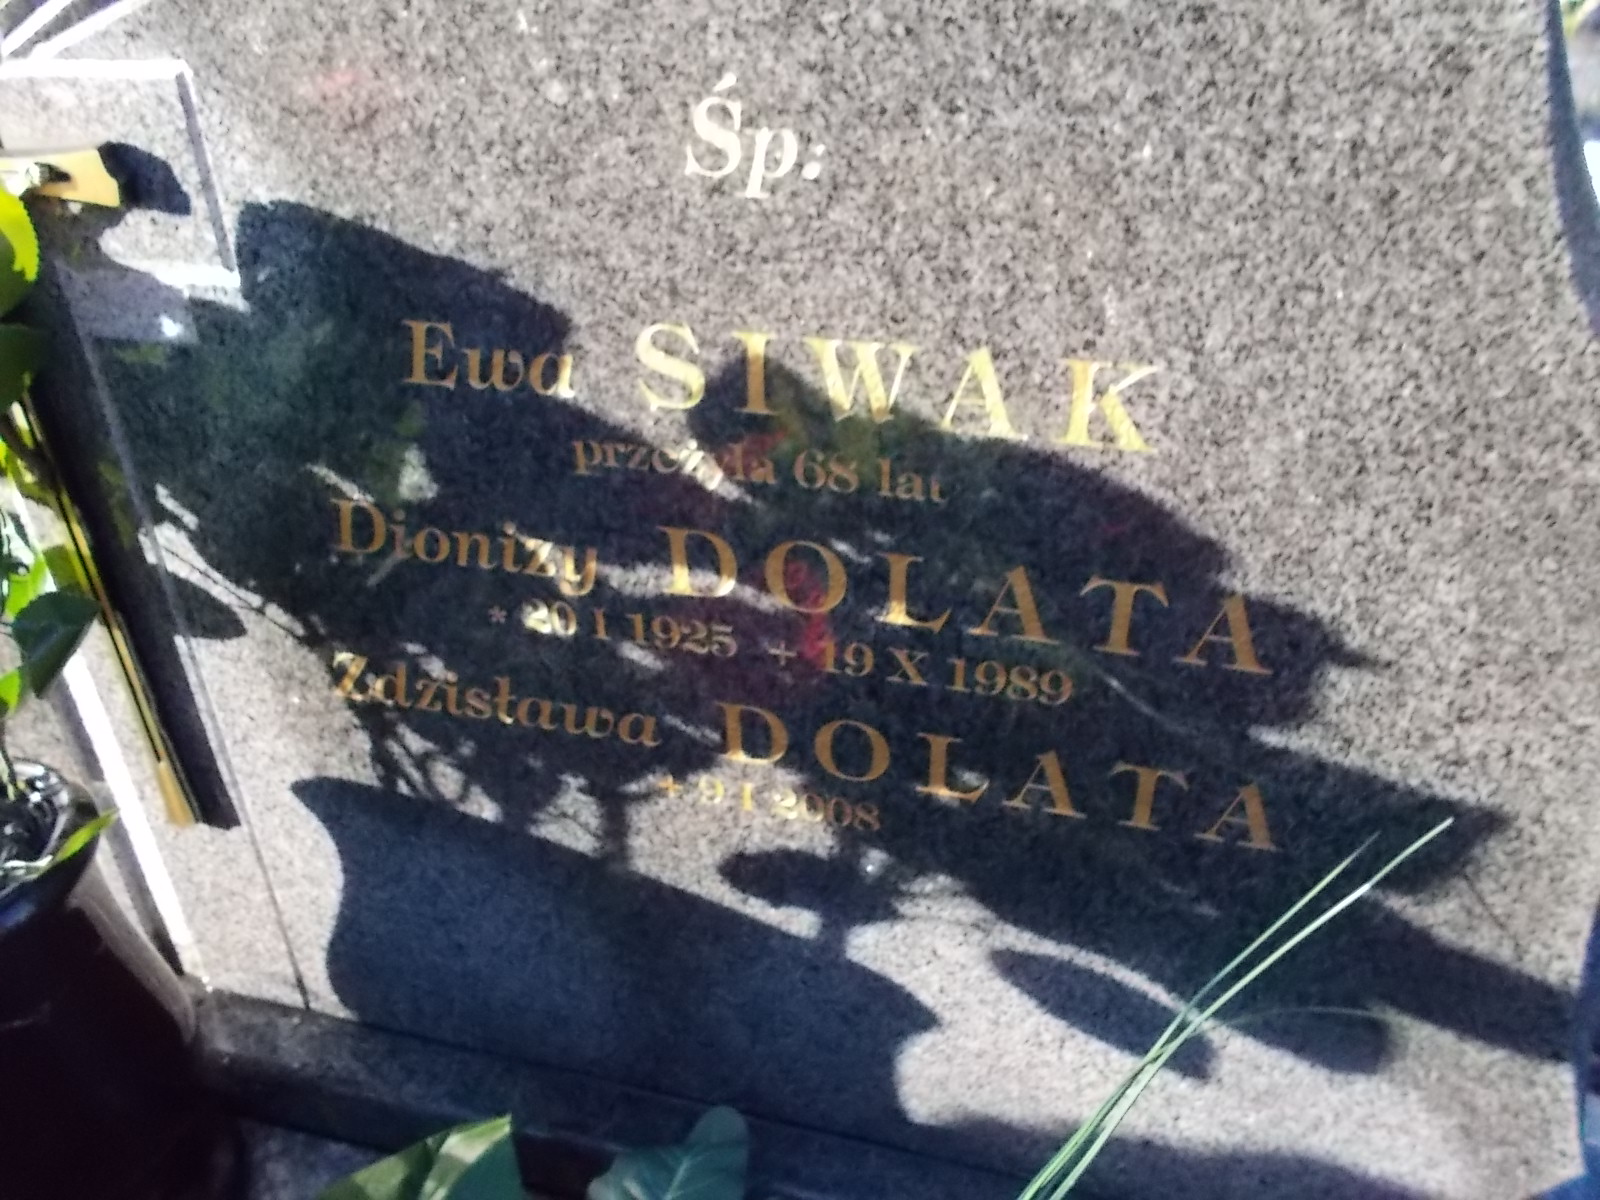 Śp:
Ewa SIWAK
przeżyła 68 lat
Dionizy DOLATA
* 20 I 1925 + 19 X 1989
Zdzisława DOLATA
+ 9 I 2008